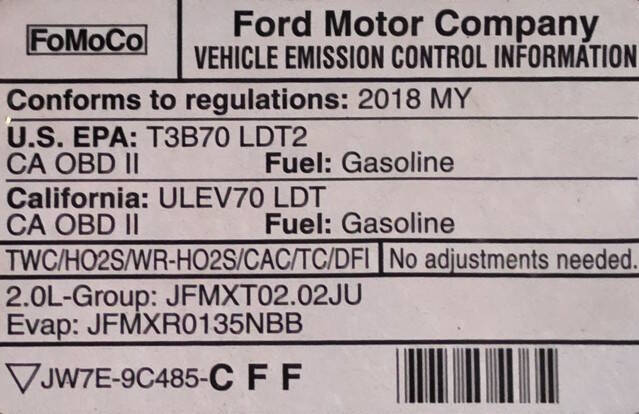 FoMoCo
Ford Motor Company
VEHICLE EMISSION CONTROL INFORMATION
Conforms to regulations: 2018 MY
U.S. EPA: T3B70 LDT2
CA OBD II Fuel: Gasoline
California: ULEV70 LDT
CA OBD II Fuel: Gasoline
TWC/HO2S/WR-HO2S/CAC/TC/DFI No adjustments needed.
2.0L-Group: JFMXT02.02JU
Evap: JFMXR0135NBB
JW7E-9C485-C F F